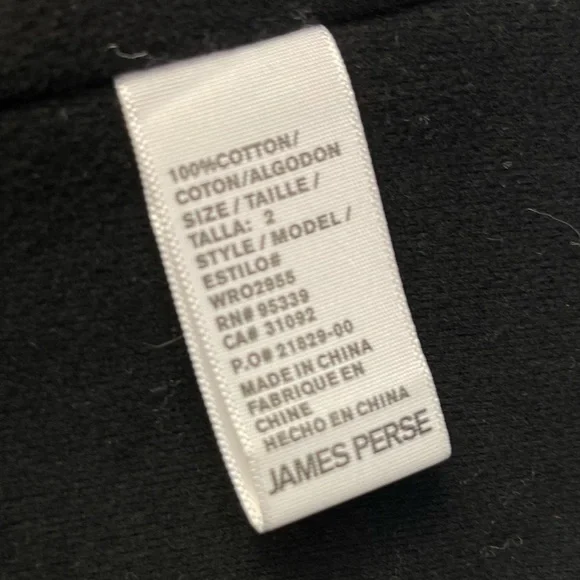 100%COTTON/
COTON/ALGODON
SIZE / TAILLE /
TALLA: 2
STYLE / MODEL /
ESTILO#
WRO2955
RN# 95339
CA# 31092
P.O# 21829-00
MADE IN CHINA
FABRIQUE EN
CHINE
HECHO EN CHINA
JAMES PERSE